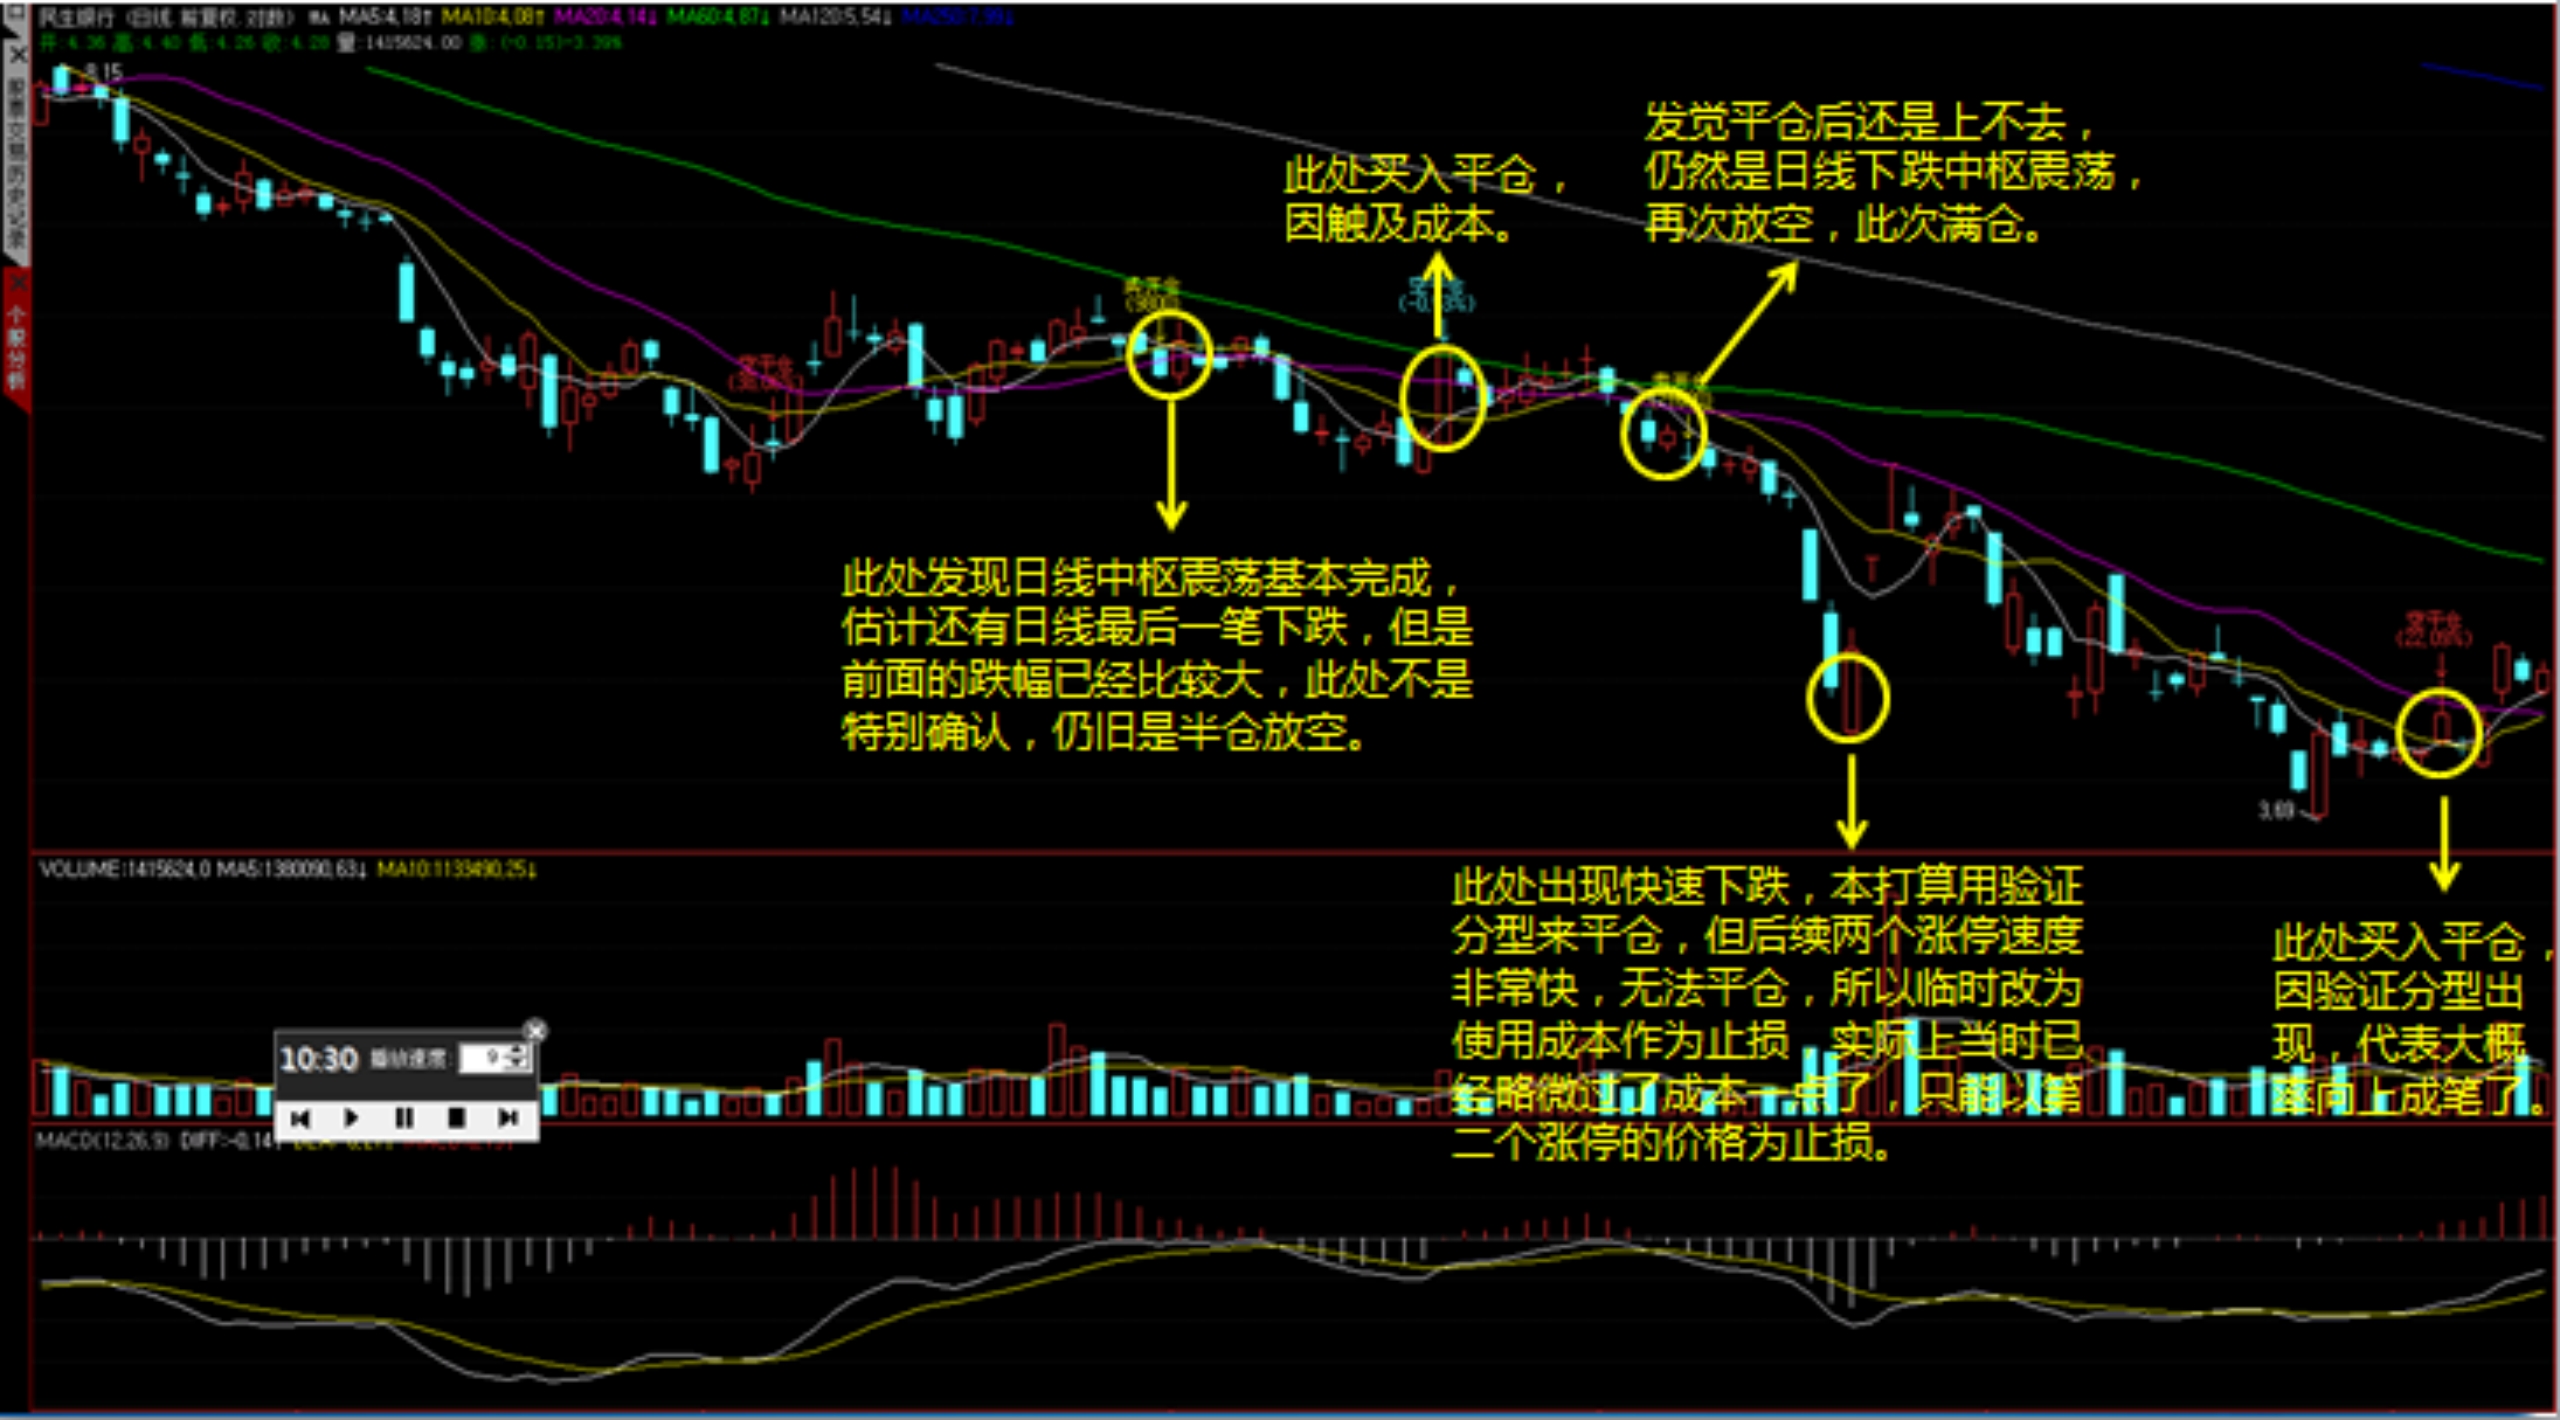 民生银行 (日线.前复权.对数) MA MA5:4.18↑ MA10:4.08↑ MA20:4.14↓ MA60:4.87↓ MA120:5.54↓ MA250:7.99↓
开:4.36 高:4.40 低:4.26 收:4.28 量:1415624.00 涨:(-0.15)-3.39%
个股分析
发觉平仓后还是上不去，
仍然是日线下跌中枢震荡，
再次放空，此次满仓。
此处买入平仓，
因触及成本。
此处发现日线中枢震荡基本完成，
估计还有日线最后一笔下跌，但是
前面的跌幅已经比较大，此处不是
特别确认，仍旧是半仓放空。
空平仓
(22.09%)
3.69
VOLUME:1415624.0 MA5:1380090.63↓ MA10:1133490.25↓
此处出现快速下跌，本打算用验证
分型来平仓，但后续两个涨停速度
非常快，无法平仓，所以临时改为
使用成本作为止损，实际上当时已
经略微过了成本一点了，只能以第
二个涨停的价格为止损。
此处买入平仓，
因验证分型出
现，代表大概
率向上成笔了。
10:30 播放速度: 9
MACD(12,26,9) DIFF:-0.14↑